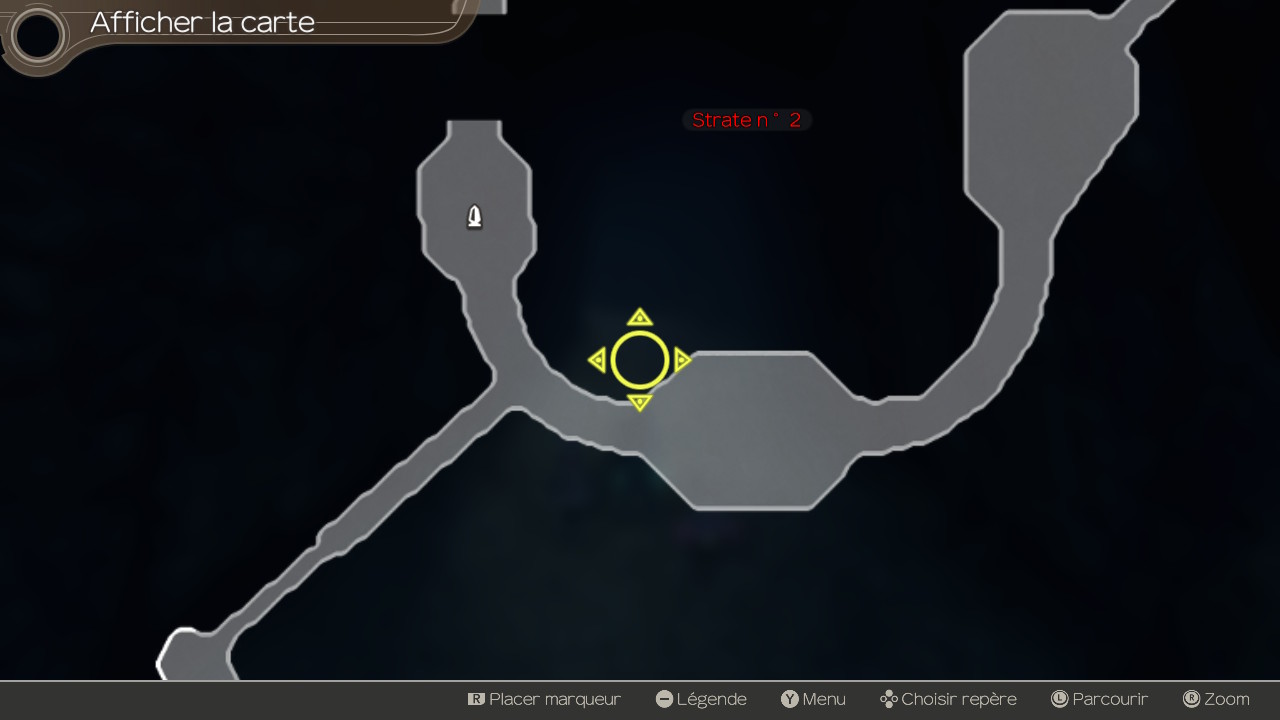 Afficher la carte
Strate n° 2
R Placer marqueur − Légende Y Menu Choisir repère L Parcourir R Zoom